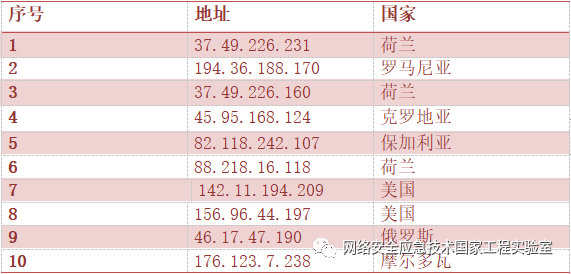 序号 地址 国家
1 37.49.226.231 荷兰
2 194.36.188.170 罗马尼亚
3 37.49.226.160 荷兰
4 45.95.168.124 克罗地亚
5 82.118.242.107 保加利亚
6 88.218.16.118 荷兰
7 142.11.194.209 美国
8 156.96.44.197 美国
9 46.17.47.190 俄罗斯
网络安全应急技术国家工程实验室
10 176.123.7.238 摩尔多瓦